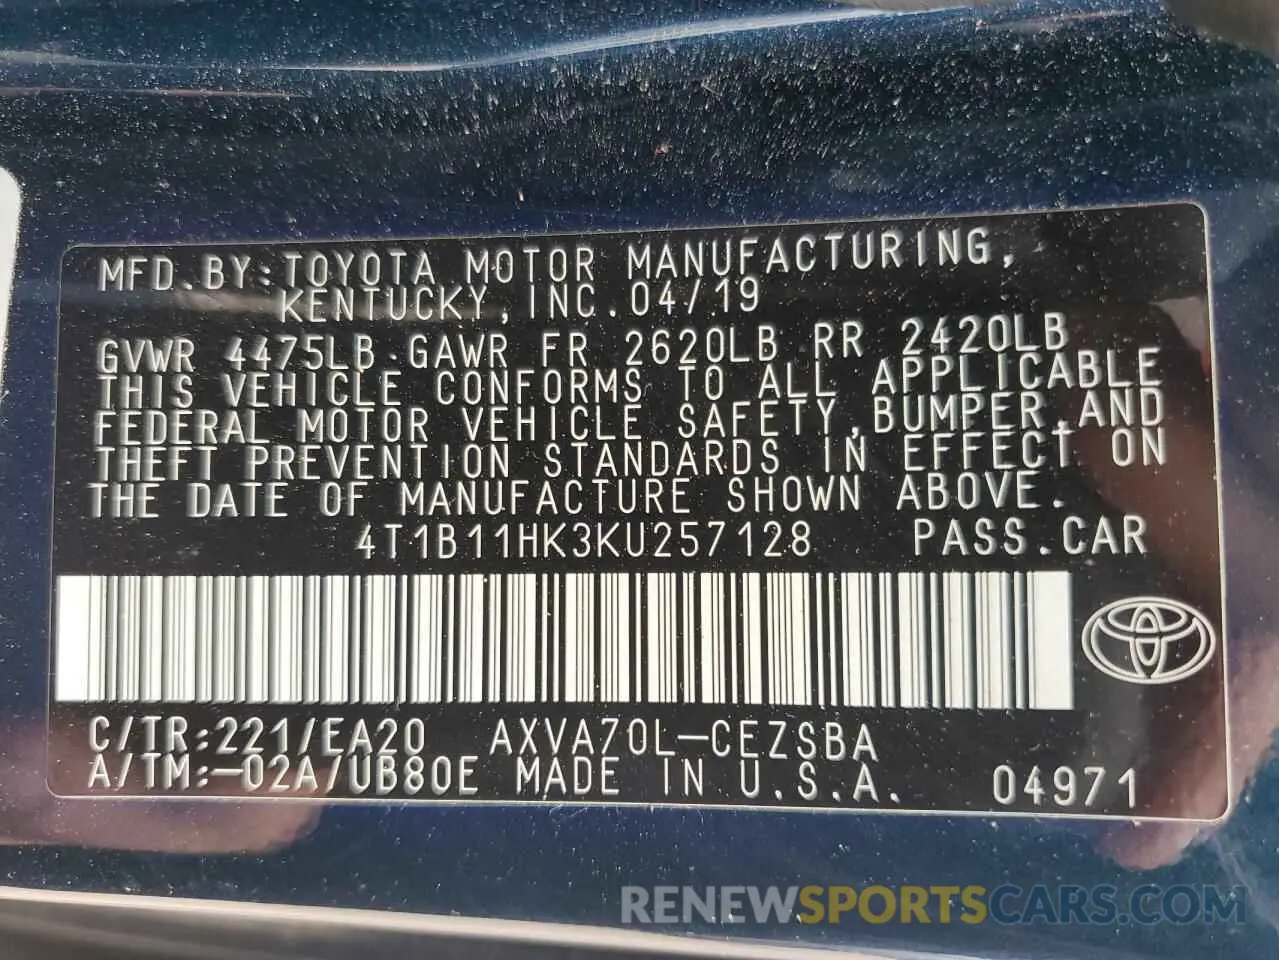 MFD.BY:TOYOTA MOTOR MANUFACTURING,
KENTUCKY,INC.04/19
GVWR 4475LB GAWR FR 2620LB RR 2420LB
THIS VEHICLE CONFORMS TO ALL APPLICABLE
FEDERAL MOTOR VEHICLE SAFETY,BUMPER,AND
THEFT PREVENTION STANDARDS IN EFFECT ON
THE DATE OF MANUFACTURE SHOWN ABOVE.
4T1B11HK3KU257128 PASS.CAR
C/TR:221/EA20 AXVA70L-CEZSBA
A/TM:-02A/UB80E MADE IN U.S.A. 04971
RENEWSPORTSCARS.COM